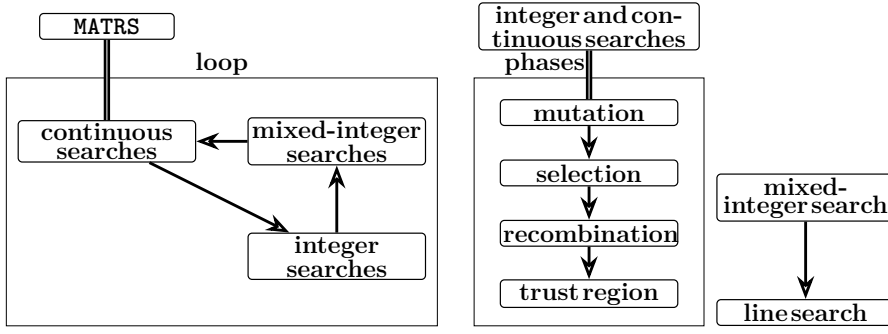 MATRS
loop
continuous
searches
mixed-integer
searches
integer
searches
integer and con-
tinuous searches
phases
mutation
selection
recombination
trust region
mixed-
integer search
line search